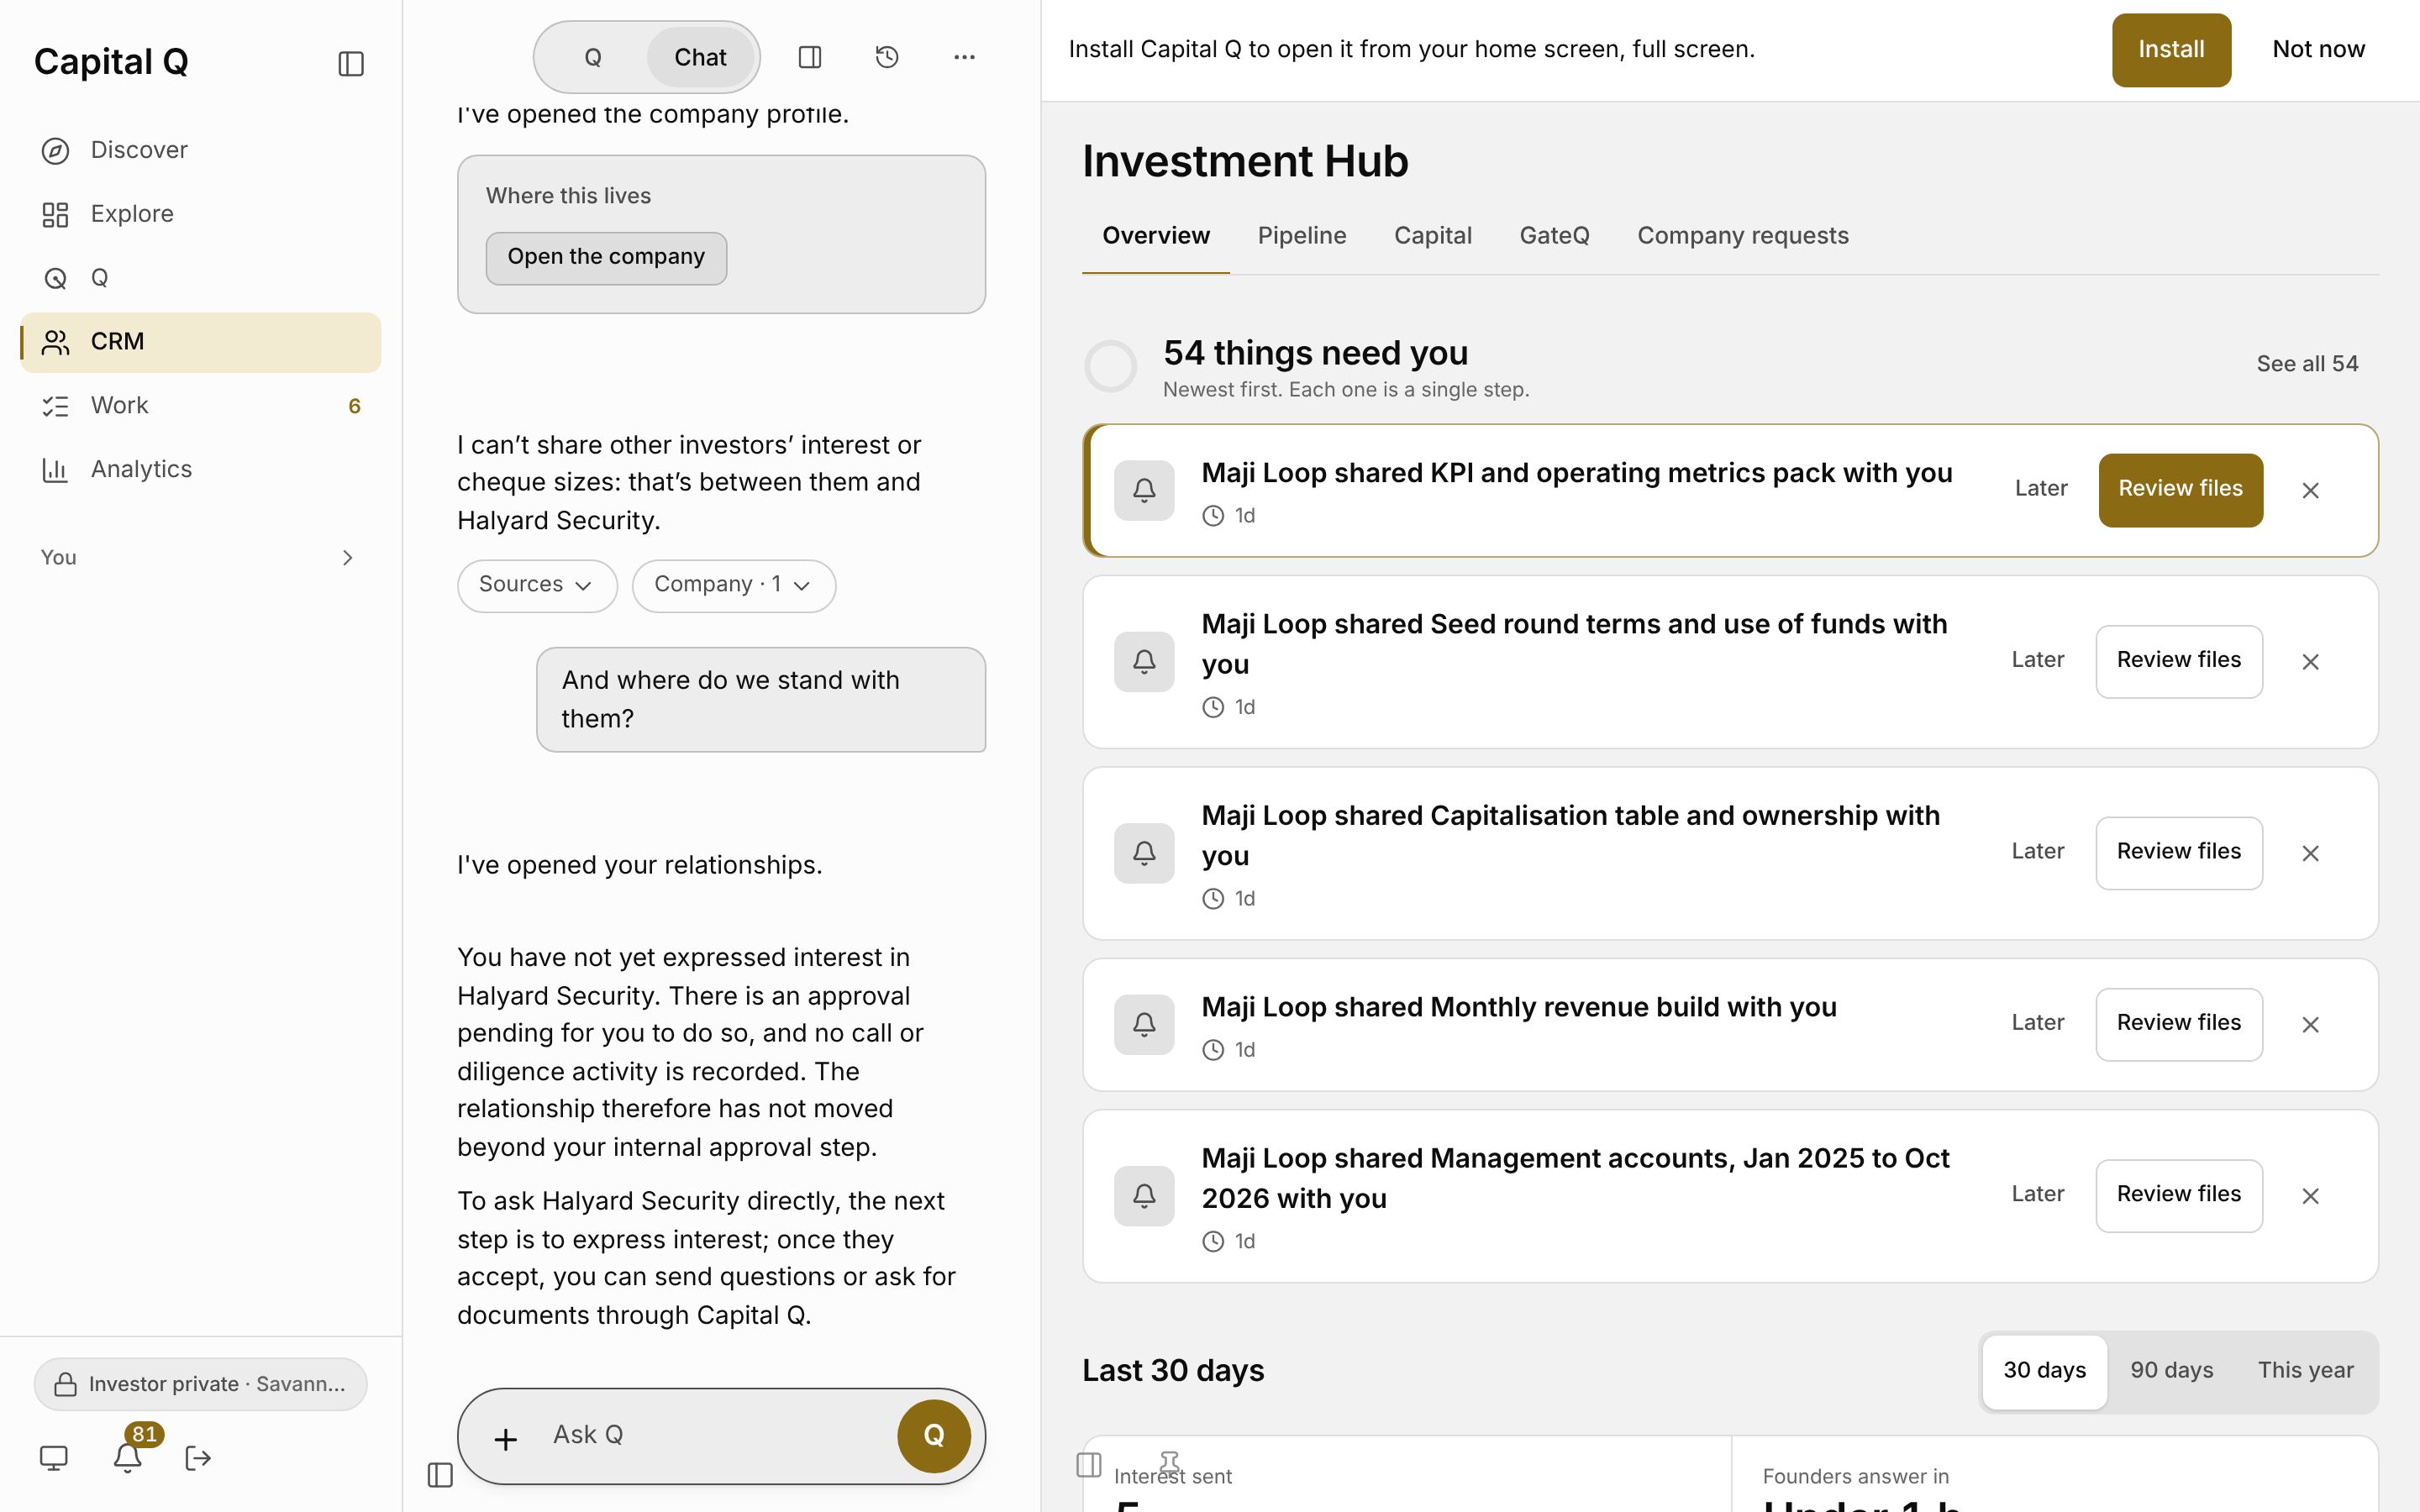 Capital Q
Discover
Explore
Q
CRM
Work 6
Analytics
You
Investor private · Savann...
81
Q Chat
I've opened the company profile.
Where this lives
Open the company
I can’t share other investors’ interest or
cheque sizes: that’s between them and
Halyard Security.
Sources
Company · 1
And where do we stand with
them?
I've opened your relationships.
You have not yet expressed interest in
Halyard Security. There is an approval
pending for you to do so, and no call or
diligence activity is recorded. The
relationship therefore has not moved
beyond your internal approval step.
To ask Halyard Security directly, the next
step is to express interest; once they
accept, you can send questions or ask for
documents through Capital Q.
Ask Q
Q
Install Capital Q to open it from your home screen, full screen.
Install
Not now
Investment Hub
Overview Pipeline Capital GateQ Company requests
54 things need you
Newest first. Each one is a single step.
See all 54
Maji Loop shared KPI and operating metrics pack with you
1d
Later
Review files
Maji Loop shared Seed round terms and use of funds with
you
1d
Later
Review files
Maji Loop shared Capitalisation table and ownership with
you
1d
Later
Review files
Maji Loop shared Monthly revenue build with you
1d
Later
Review files
Maji Loop shared Management accounts, Jan 2025 to Oct
2026 with you
1d
Later
Review files
Last 30 days
30 days 90 days This year
Interest sent
Founders answer in
Under 1 h